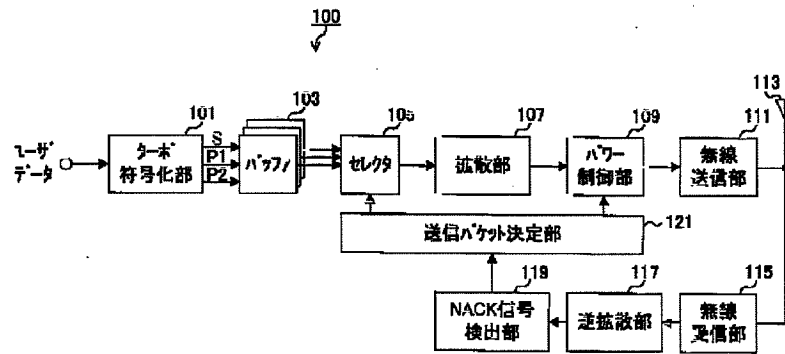 100
113
101
103
105
107
109
111
ユーザ
データ
ターボ
符号化部
S
P1
P2
バッファ
セレクタ
拡散部
パワー
制御部
無線
送信部
送信パケット決定部
121
119
117
115
NACK信号
検出部
逆拡散部
無線
受信部